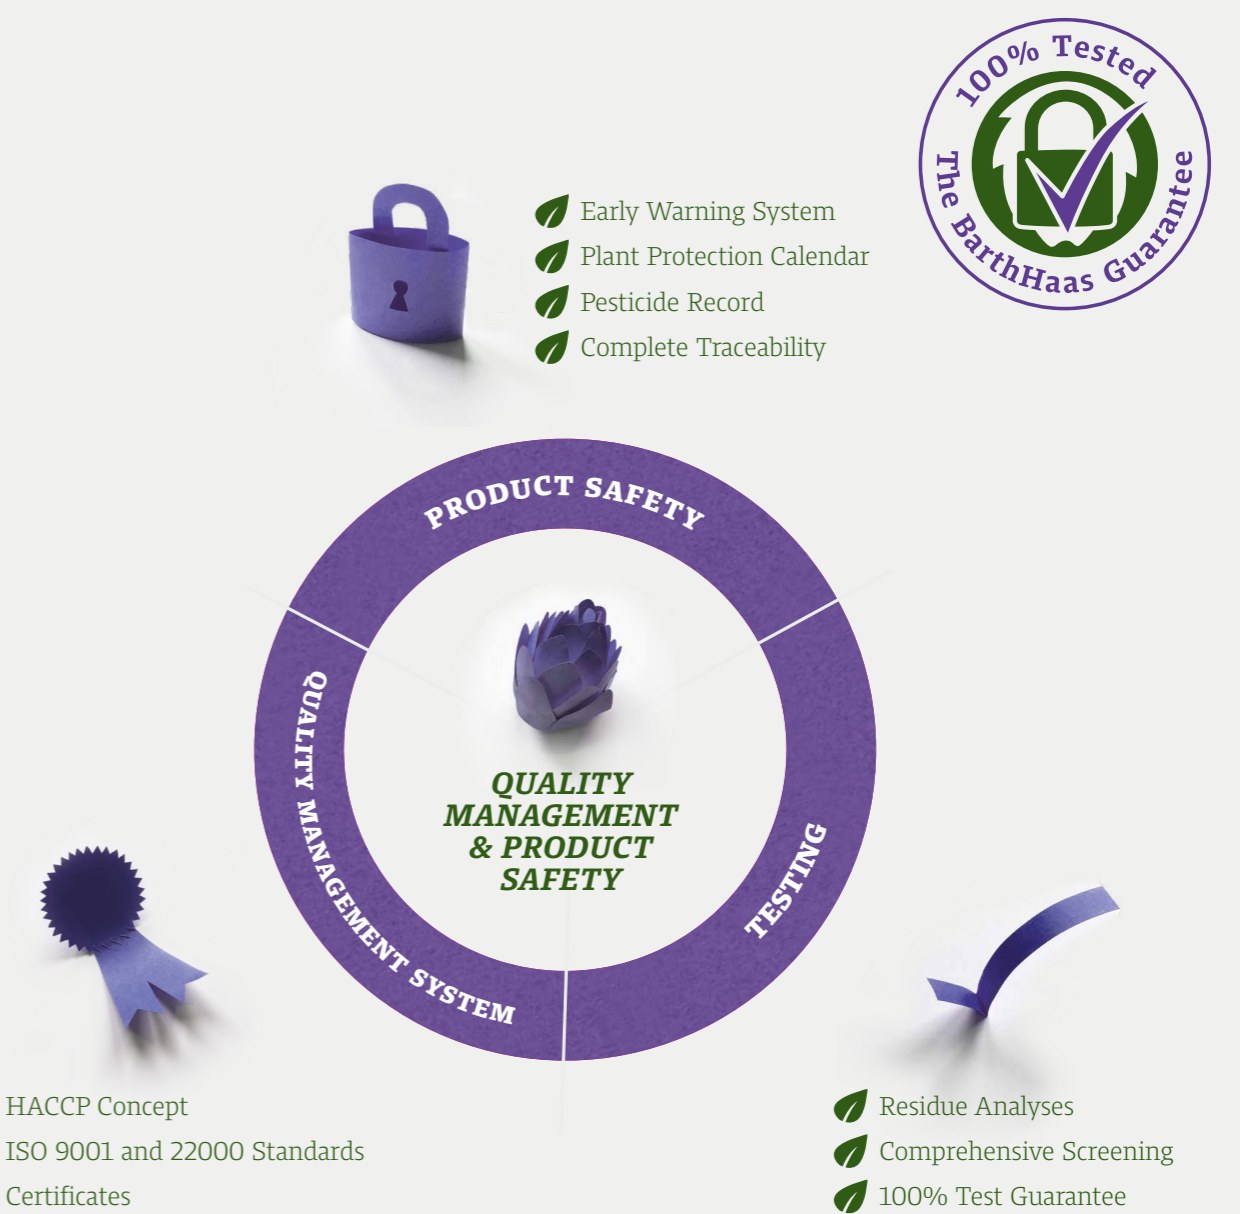 100% Tested
The BarthHaas Guarantee
Early Warning System
Plant Protection Calendar
Pesticide Record
Complete Traceability
PRODUCT SAFETY
QUALITY MANAGEMENT SYSTEM
TESTING
QUALITY
MANAGEMENT
& PRODUCT
SAFETY
HACCP Concept
ISO 9001 and 22000 Standards
Certificates
Residue Analyses
Comprehensive Screening
100% Test Guarantee